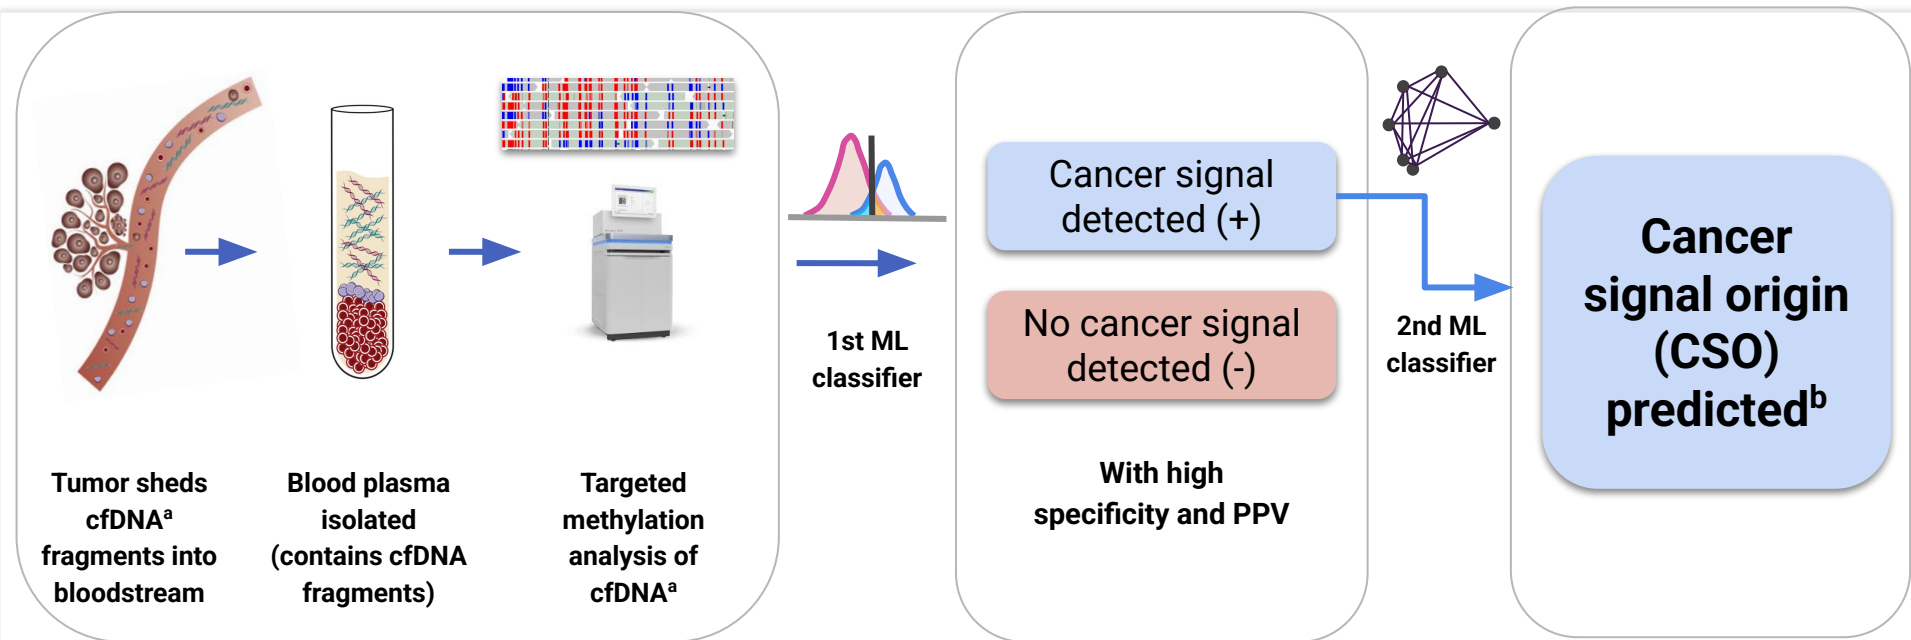 Tumor sheds
cfDNAᵃ
fragments into
bloodstream
Blood plasma
isolated
(contains cfDNA
fragments)
Targeted
methylation
analysis of
cfDNAᵃ
1st ML
classifier
Cancer signal
detected (+)
No cancer signal
detected (-)
With high
specificity and PPV
2nd ML
classifier
Cancer
signal origin
(CSO)
predictedᵇ